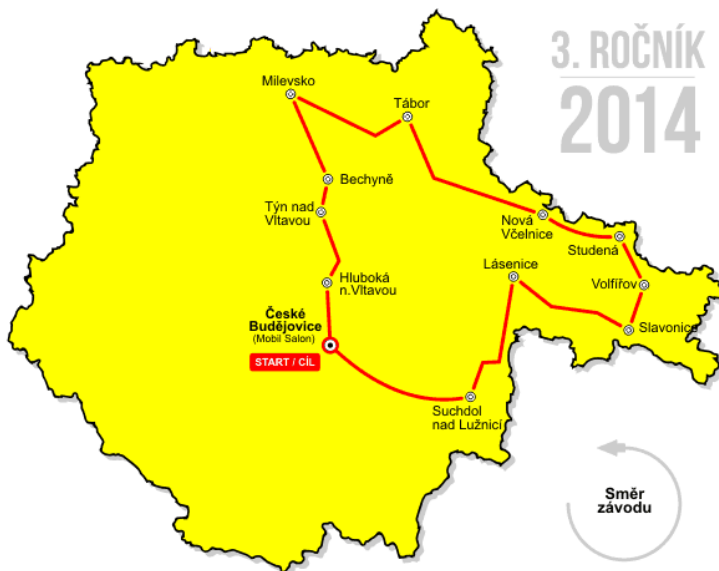 3. ROČNÍK
2014
Milevsko
Tábor
Bechyně
Týn nad
Vltavou
Nová
Včelnice
Studená
Lásenice
Hluboká
n.Vltavou
Volfířov
České
Budějovice
(Mobil Salon)
START / CÍL
Slavonice
Suchdol
nad Lužnicí
Směr
závodu